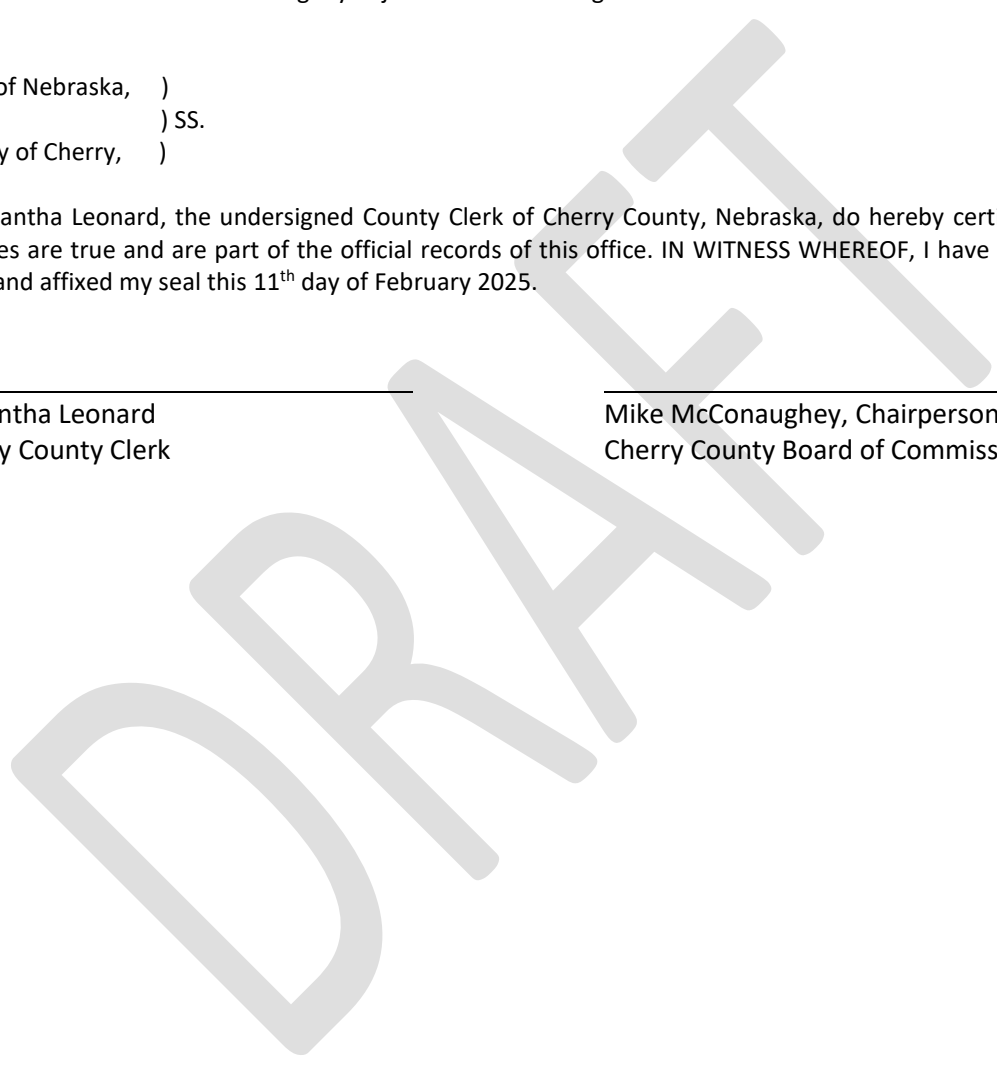 of Nebraska, )
) SS.
y of Cherry, )
antha Leonard, the undersigned County Clerk of Cherry County, Nebraska, do hereby cert
es are true and are part of the official records of this office. IN WITNESS WHEREOF, I have
and affixed my seal this 11th day of February 2025.
ntha Leonard
Mike McConaughey, Chairperson
y County Clerk
Cherry County Board of Commiss
DRAFT